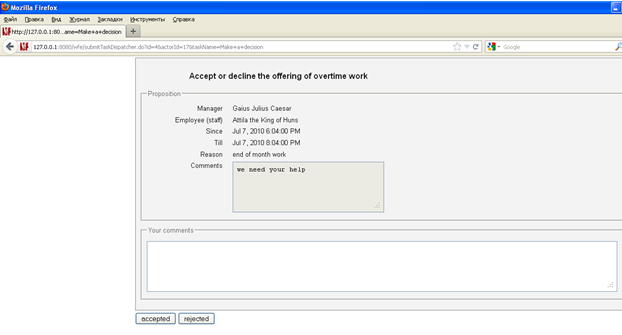 Mozilla Firefox
Файл Правка Вид Журнал Закладки Инструменты Справка
http://127.0.0.1:80...ame=Make+a+decision
127.0.0.1:8080/wfe/submitTaskDispatcher.do?id=46actorId=176taskName=Make+a+decision
Google
Accept or decline the offering of overtime work
Proposition
Manager Gaius Julius Caesar
Employee (staff) Attila the King of Huns
Since Jul 7, 2010 6:04:00 PM
Till Jul 7, 2010 8:04:00 PM
Reason end of month work
Comments we need your help
Your comments
accepted rejected